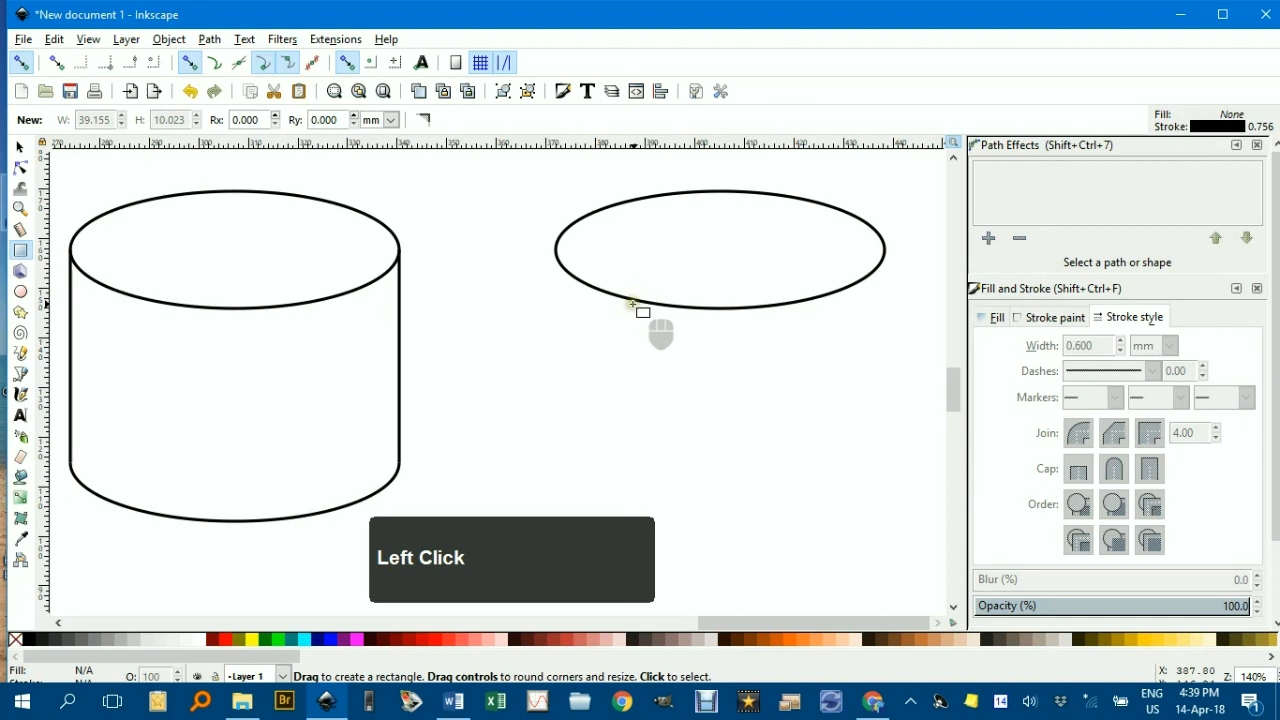 *New document 1 - Inkscape
File Edit View Layer Object Path Text Filters Extensions Help
New: W: 39.155 H: 10.023 Rx: 0.000 Ry: 0.000 mm
Fill: None
Stroke: 0.756
Path Effects (Shift+Ctrl+7)
Select a path or shape
Fill and Stroke (Shift+Ctrl+F)
Fill Stroke paint Stroke style
Width: 0.600 mm
Dashes: 0.00
Markers:
Join: 4.00
Cap:
Order:
Left Click
Blur (%) 0.0
Opacity (%) 100.0
Fill: N/A O: 100 Layer 1 Drag to create a rectangle. Drag controls to round corners and resize. Click to select. X: 387.80 Z: 140%
ENG 4:39 PM
US 14-Apr-18